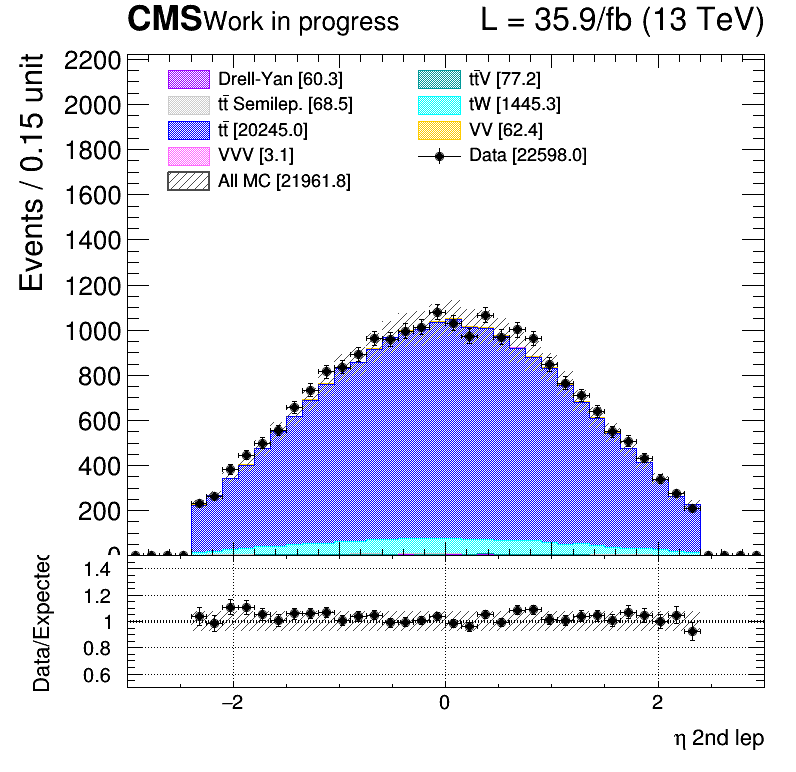 CMS Work in progress L = 35.9/fb (13 TeV)
Events / 0.15 unit
2200
2000
1800
1600
1400
1200
1000
800
600
400
200
0
Drell-Yan [60.3]
tt̄ Semilep. [68.5]
tt̄ [20245.0]
VVV [3.1]
All MC [21961.8]
tt̄V [77.2]
tW [1445.3]
VV [62.4]
Data [22598.0]
Data/Expected
1.4
1.2
1
0.8
0.6
−2 0 2
η 2nd lep